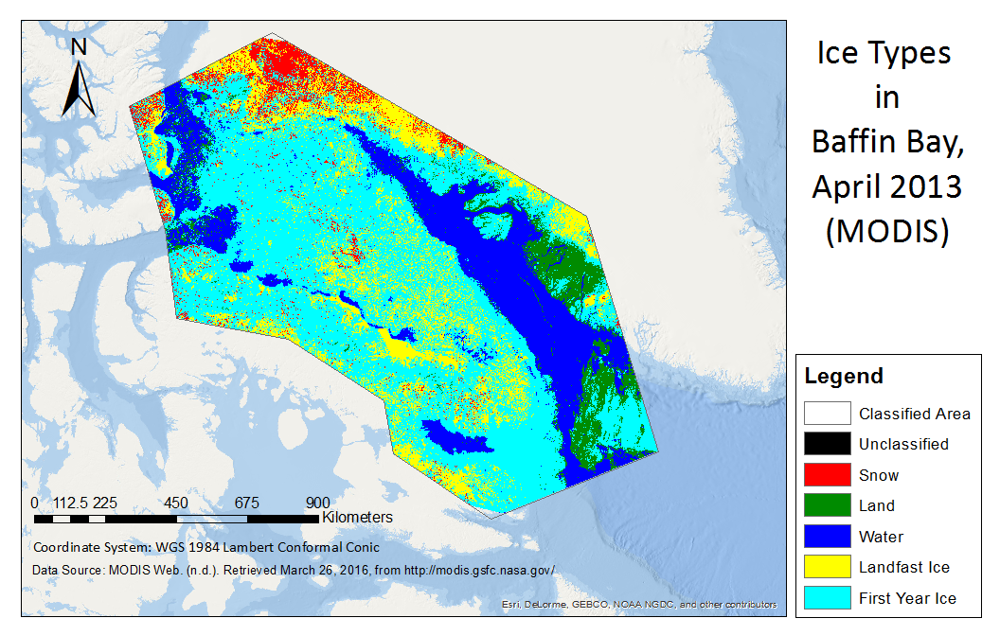 N
Ice Types
in
Baffin Bay,
April 2013
(MODIS)
Legend
Classified Area
Unclassified
Snow
Land
Water
Landfast Ice
First Year Ice
0 112.5 225 450 675 900
Kilometers
Coordinate System: WGS 1984 Lambert Conformal Conic
Data Source: MODIS Web. (n.d.). Retrieved March 26, 2016, from http://modis.gsfc.nasa.gov/
Esri, DeLorme, GEBCO, NOAA NGDC, and other contributors